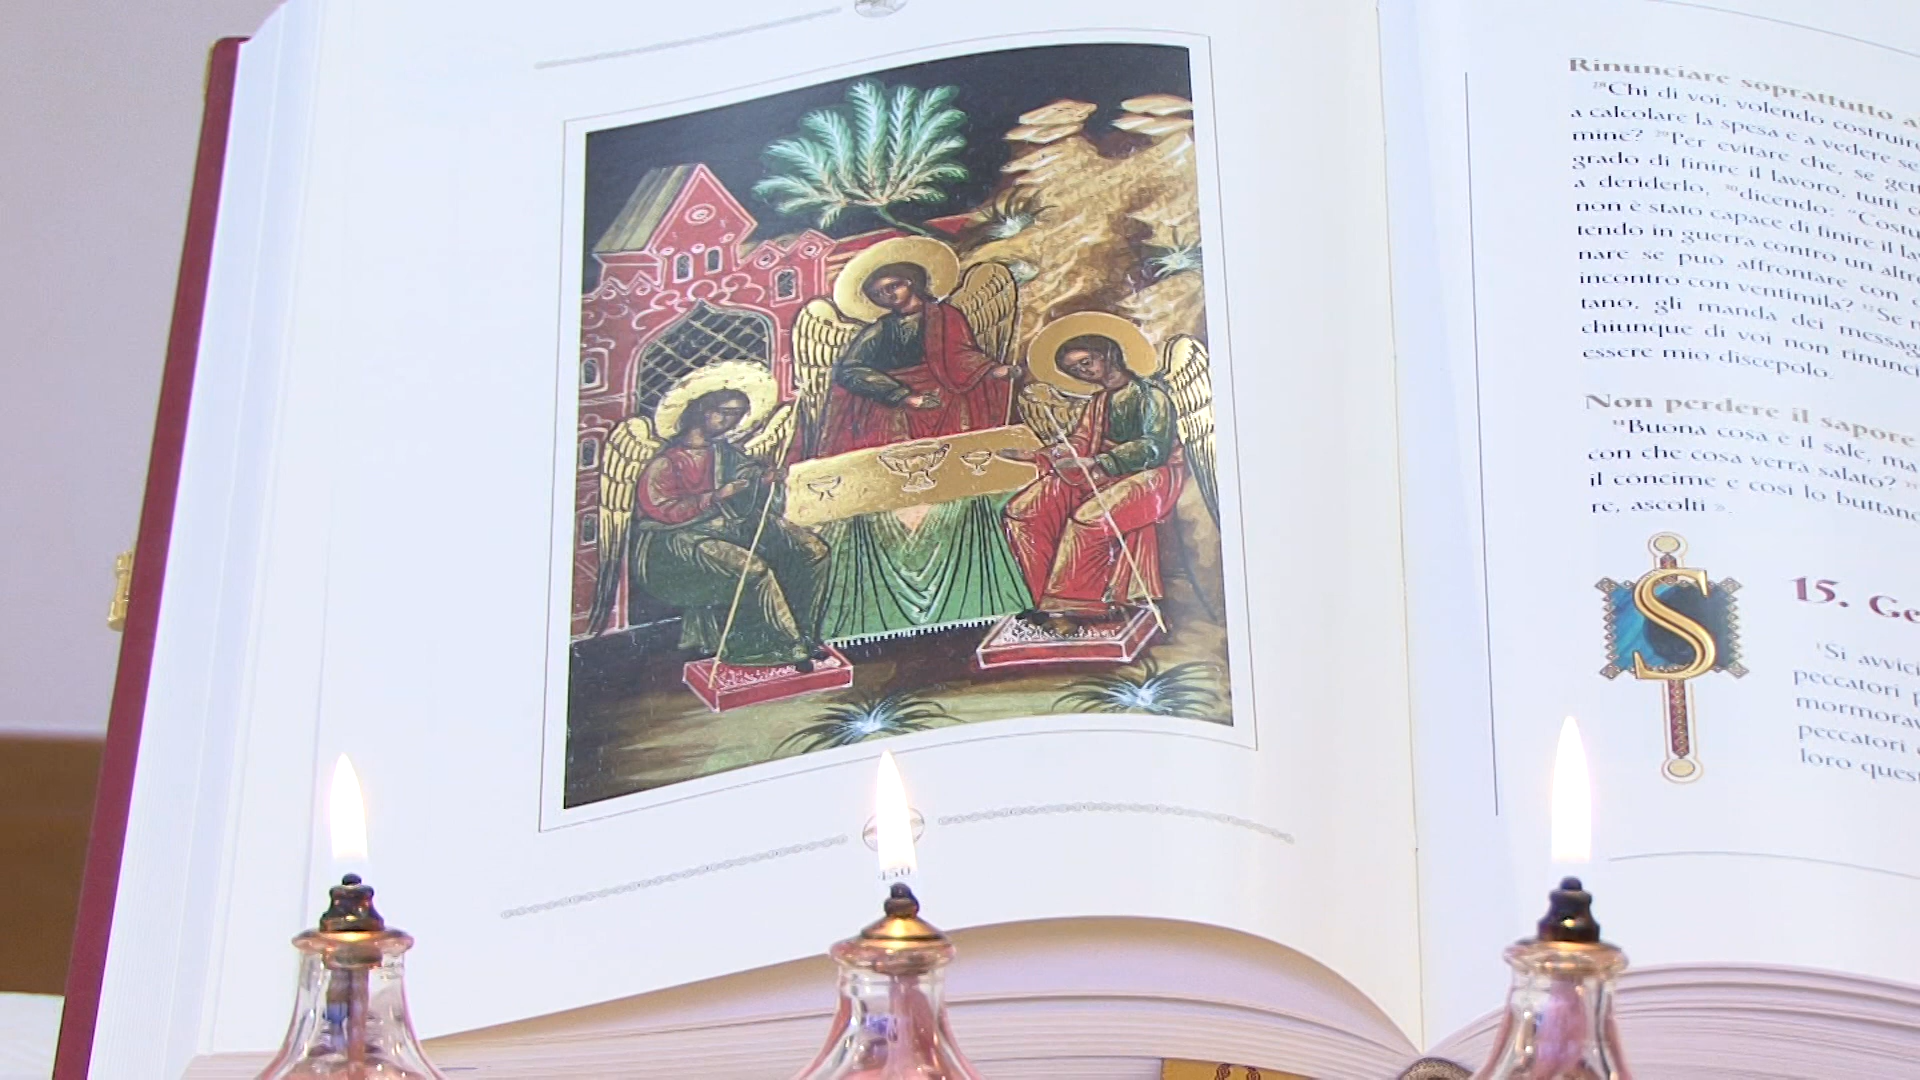 450
Rinunciare soprattutto a
28Chi di voi, volendo costruire
a calcolare la spesa e a vedere se
mine? 29Per evitare che, se get
grado di finire il lavoro, tutti c
a deriderlo, 30dicendo: "Costu
non è stato capace di finire il la
tendo in guerra contro un altr
nare se può affrontare con
incontro con ventimila? 32Se n
tano, gli manda dei messag
chiunque di voi non rinunci
essere mio discepolo.
Non perdere il sapore
34Buona cosa è il sale, ma
con che cosa verrà salato?
il concime e così lo buttano
re, ascolti ».
S
15. Ge
1Si avvici
peccatori p
mormorav
peccatori
loro ques